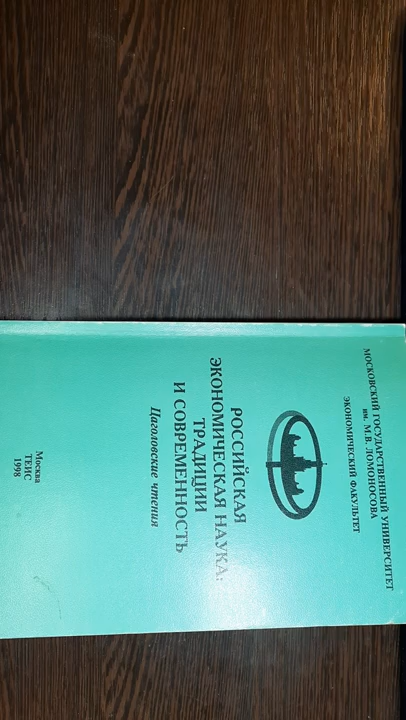 МОСКОВСКИЙ ГОСУДАРСТВЕННЫЙ УНИВЕРСИТЕТ
им. М.В. ЛОМОНОСОВА
ЭКОНОМИЧЕСКИЙ ФАКУЛЬТЕТ
РОССИЙСКАЯ
ЭКОНОМИЧЕСКАЯ НАУКА:
ТРАДИЦИИ
И СОВРЕМЕННОСТЬ
Цаголовские чтения
Москва
ТЕИС
1998